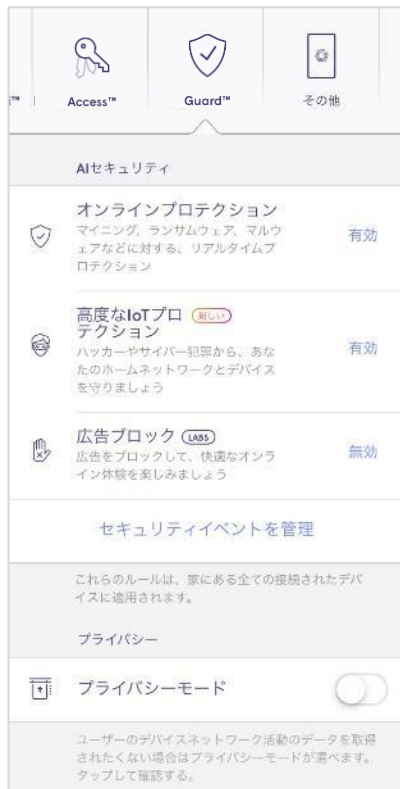 Access™
Guard™
その他
AIセキュリティ
オンラインプロテクション
マイニング、ランサムウェア、マルウ
ェアなどに対する、リアルタイムプ
ロテクション
有効
高度なIoTプロ 新しい
テクション
ハッカーやサイバー犯罪から、あな
たのホームネットワークとデバイス
を守りましょう
有効
広告ブロック LABS
広告をブロックして、快適なオンラ
イン体験を楽しみましょう
無効
セキュリティイベントを管理
これらのルールは、家にある全ての接続されたデバ
イスに適用されます。
プライバシー
プライバシーモード
ユーザーのデバイスネットワーク活動のデータを取得
されたくない場合はプライバシーモードが選べます。
タップして確認する。